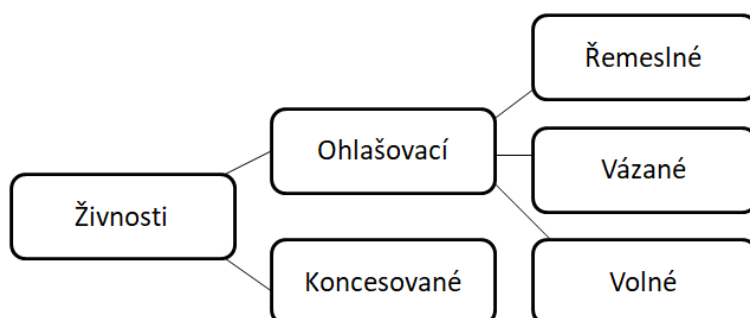 Živnosti
Ohlašovací
Koncesované
Řemeslné
Vázané
Volné